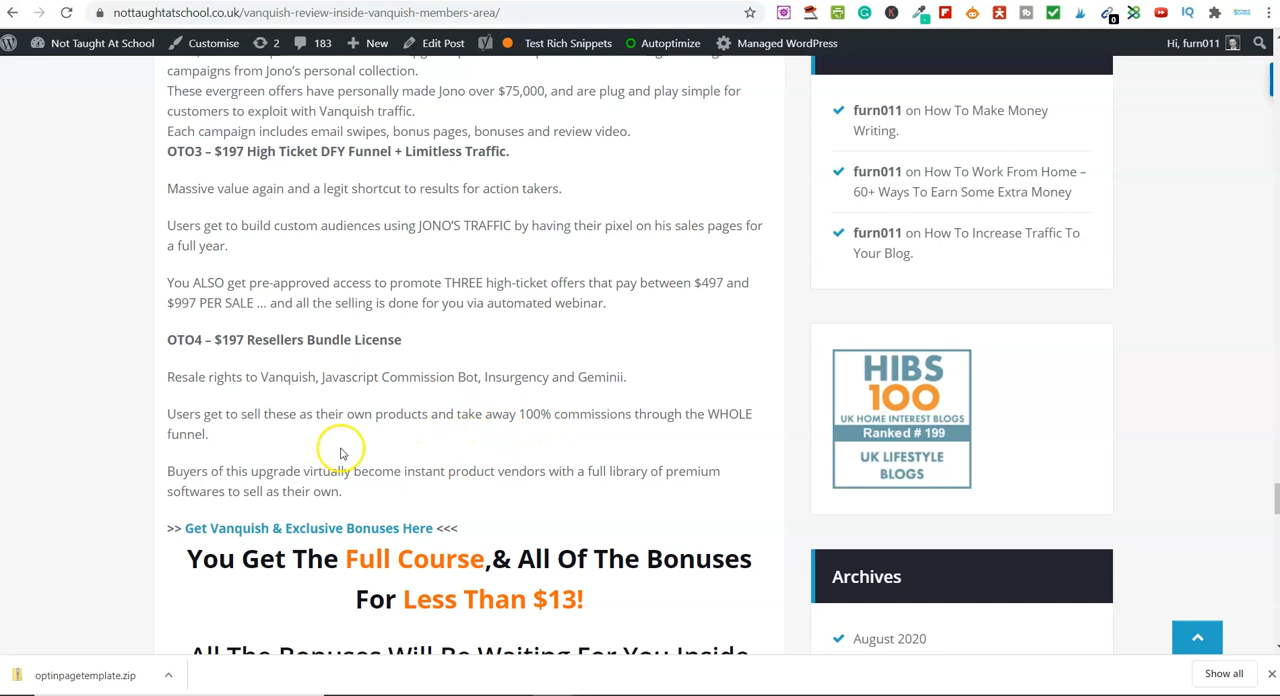 nottaughtatschool.co.uk/vanquish-review-inside-vanquish-members-area/
Not Taught At School Customise 2 183 New Edit Post Test Rich Snippets Autoptimize Managed WordPress Hi, furn011
campaigns from Jono's personal collection.
These evergreen offers have personally made Jono over $75,000, and are plug and play simple for
customers to exploit with Vanquish traffic.
Each campaign includes email swipes, bonus pages, bonuses and review video.
OTO3 – $197 High Ticket DFY Funnel + Limitless Traffic.
Massive value again and a legit shortcut to results for action takers.
Users get to build custom audiences using JONO'S TRAFFIC by having their pixel on his sales pages for
a full year.
You ALSO get pre-approved access to promote THREE high-ticket offers that pay between $497 and
$997 PER SALE … and all the selling is done for you via automated webinar.
OTO4 – $197 Resellers Bundle License
Resale rights to Vanquish, Javascript Commission Bot, Insurgency and Geminii.
Users get to sell these as their own products and take away 100% commissions through the WHOLE
funnel.
Buyers of this upgrade virtually become instant product vendors with a full library of premium
softwares to sell as their own.
>> Get Vanquish & Exclusive Bonuses Here <<<
You Get The Full Course,& All Of The Bonuses
For Less Than $13!
All The Bonuses Will Be Waiting For You Inside
furn011 on How To Make Money
Writing.
furn011 on How To Work From Home –
60+ Ways To Earn Some Extra Money
furn011 on How To Increase Traffic To
Your Blog.
HIBS
100
UK HOME INTEREST BLOGS
Ranked # 199
UK LIFESTYLE
BLOGS
Archives
August 2020
optinpagetemplate.zip
Show all